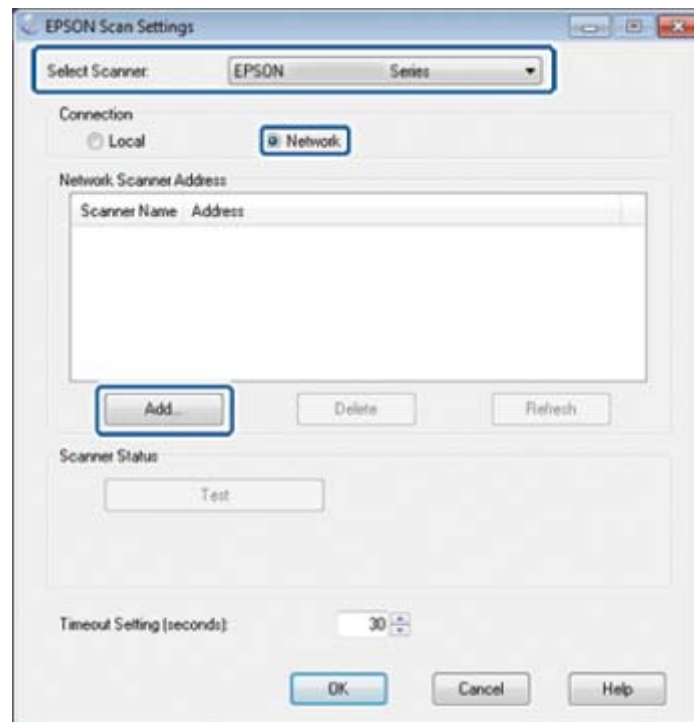 EPSON Scan Settings
Select Scanner: EPSON Series
Connection
Local Network
Network Scanner Address
Scanner Name Address
Add... Delete Refresh
Scanner Status
Test
Timeout Setting (seconds): 30
OK Cancel Help